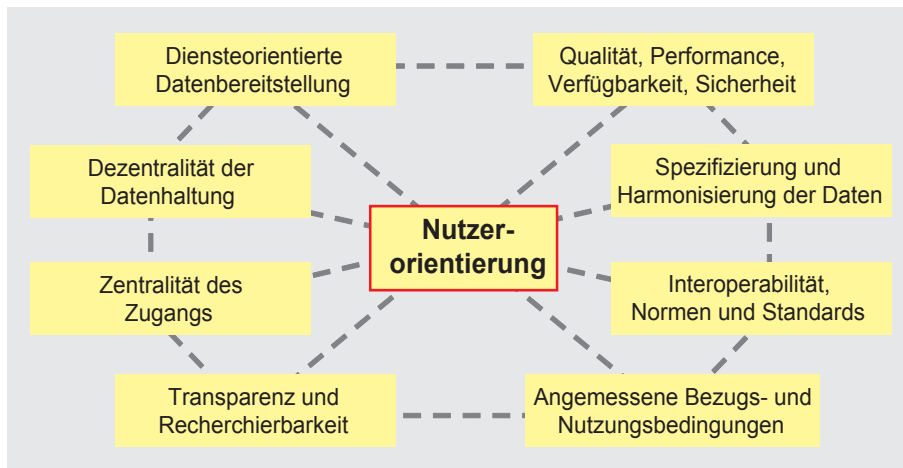 Diensteorientierte
Datenbereitstellung
Qualität, Performance,
Verfügbarkeit, Sicherheit
Dezentralität der
Datenhaltung
Spezifizierung und
Harmonisierung der Daten
Nutzer-
orientierung
Zentralität des
Zugangs
Interoperabilität,
Normen und Standards
Transparenz und
Recherchierbarkeit
Angemessene Bezugs- und
Nutzungsbedingungen